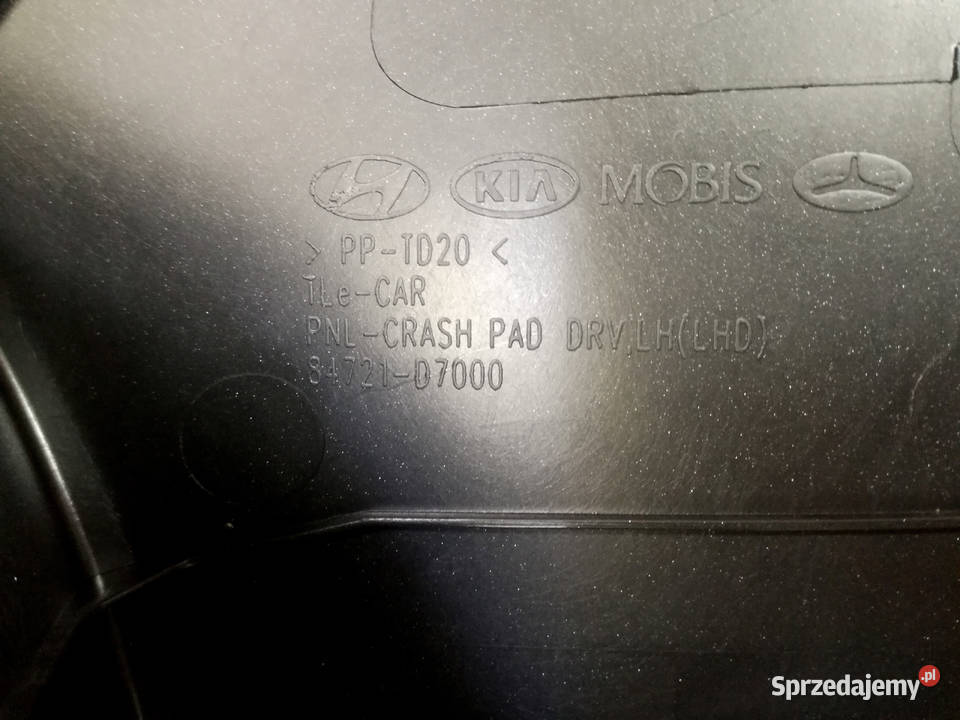 KIA MOBIS
> PP-TD20 <
TLe-CAR
PNL-CRASH PAD DRV,LH(LHD)
84721-D7000
Sprzedajemy.pl